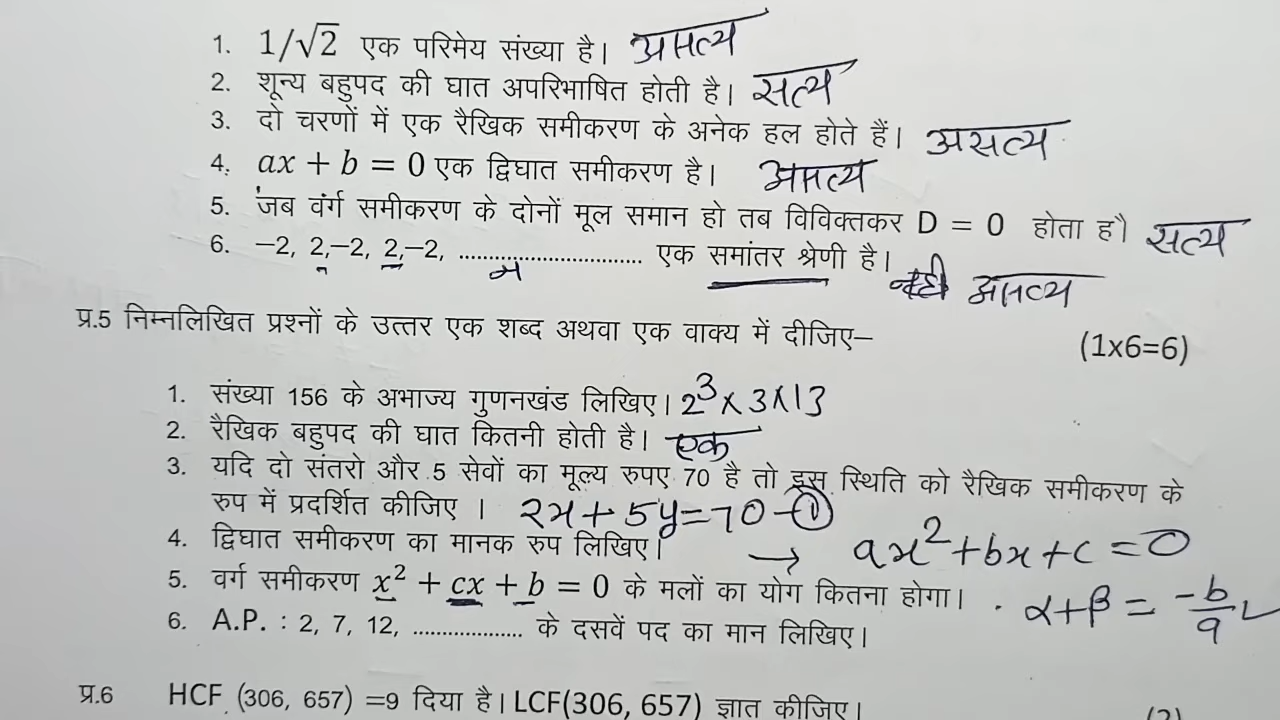 1. 1/√2 एक परिमेय संख्या है। असत्य
2. शून्य बहुपद की घात अपरिभाषित होती है। सत्य
3. दो चरणों में एक रैखिक समीकरण के अनेक हल होते हैं। असत्य
4. ax + b = 0 एक द्विघात समीकरण है। असत्य
5. जब वर्ग समीकरण के दोनों मूल समान हो तब विविक्तकर D = 0 होता है। सत्य
6. −2, 2,−2, 2,−2, .............................. एक समांतर श्रेणी है। नही असत्य
प्र.5 निम्नलिखित प्रश्नों के उत्तर एक शब्द अथवा एक वाक्य में दीजिए– (1x6=6)
1. संख्या 156 के अभाज्य गुणनखंड लिखिए। 2³×3×13
2. रैखिक बहुपद की घात कितनी होती है। एक
3. यदि दो संतरो और 5 सेवों का मूल्य रुपए 70 है तो इस स्थिति को रैखिक समीकरण के
रुप में प्रदर्शित कीजिए । 2x+5y=70 –①
4. द्विघात समीकरण का मानक रुप लिखिए। → ax²+bx+c=0
5. वर्ग समीकरण x² + cx + b = 0 के मलों का योग कितना होगा। α+β = -b/a
6. A.P. : 2, 7, 12, .................... के दसवें पद का मान लिखिए।
प्र.6 HCF (306, 657) =9 दिया है। LCF(306, 657) ज्ञात कीजिए। (2)